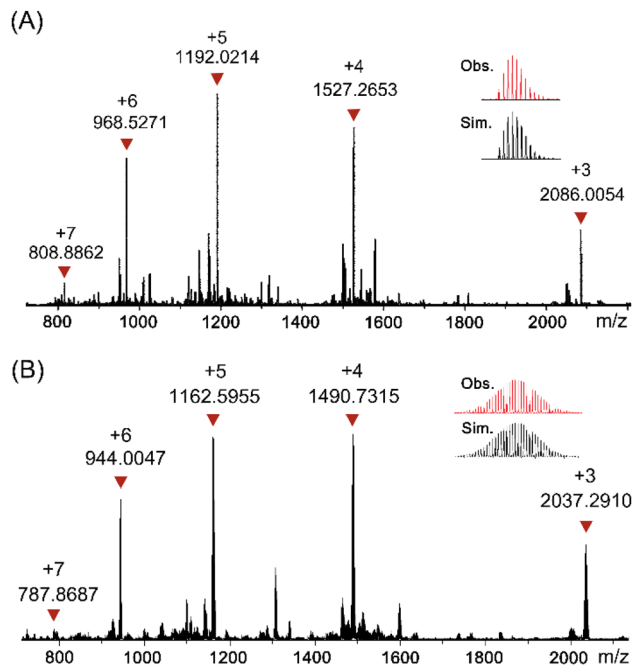 (A)
+5
1192.0214
+4
1527.2653
+6
968.5271
Obs.
Sim.
+3
2086.0054
+7
808.8862
800 1000 1200 1400 1600 1800 2000 m/z
(B)
+5
1162.5955
+4
1490.7315
Obs.
Sim.
+6
944.0047
+3
2037.2910
+7
787.8687
800 1000 1200 1400 1600 1800 2000 m/z